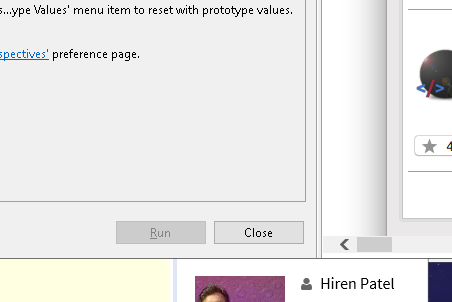 s...ype Values' menu item to reset with prototype values.
spectives' preference page.
4
Run
Close
Hiren Patel